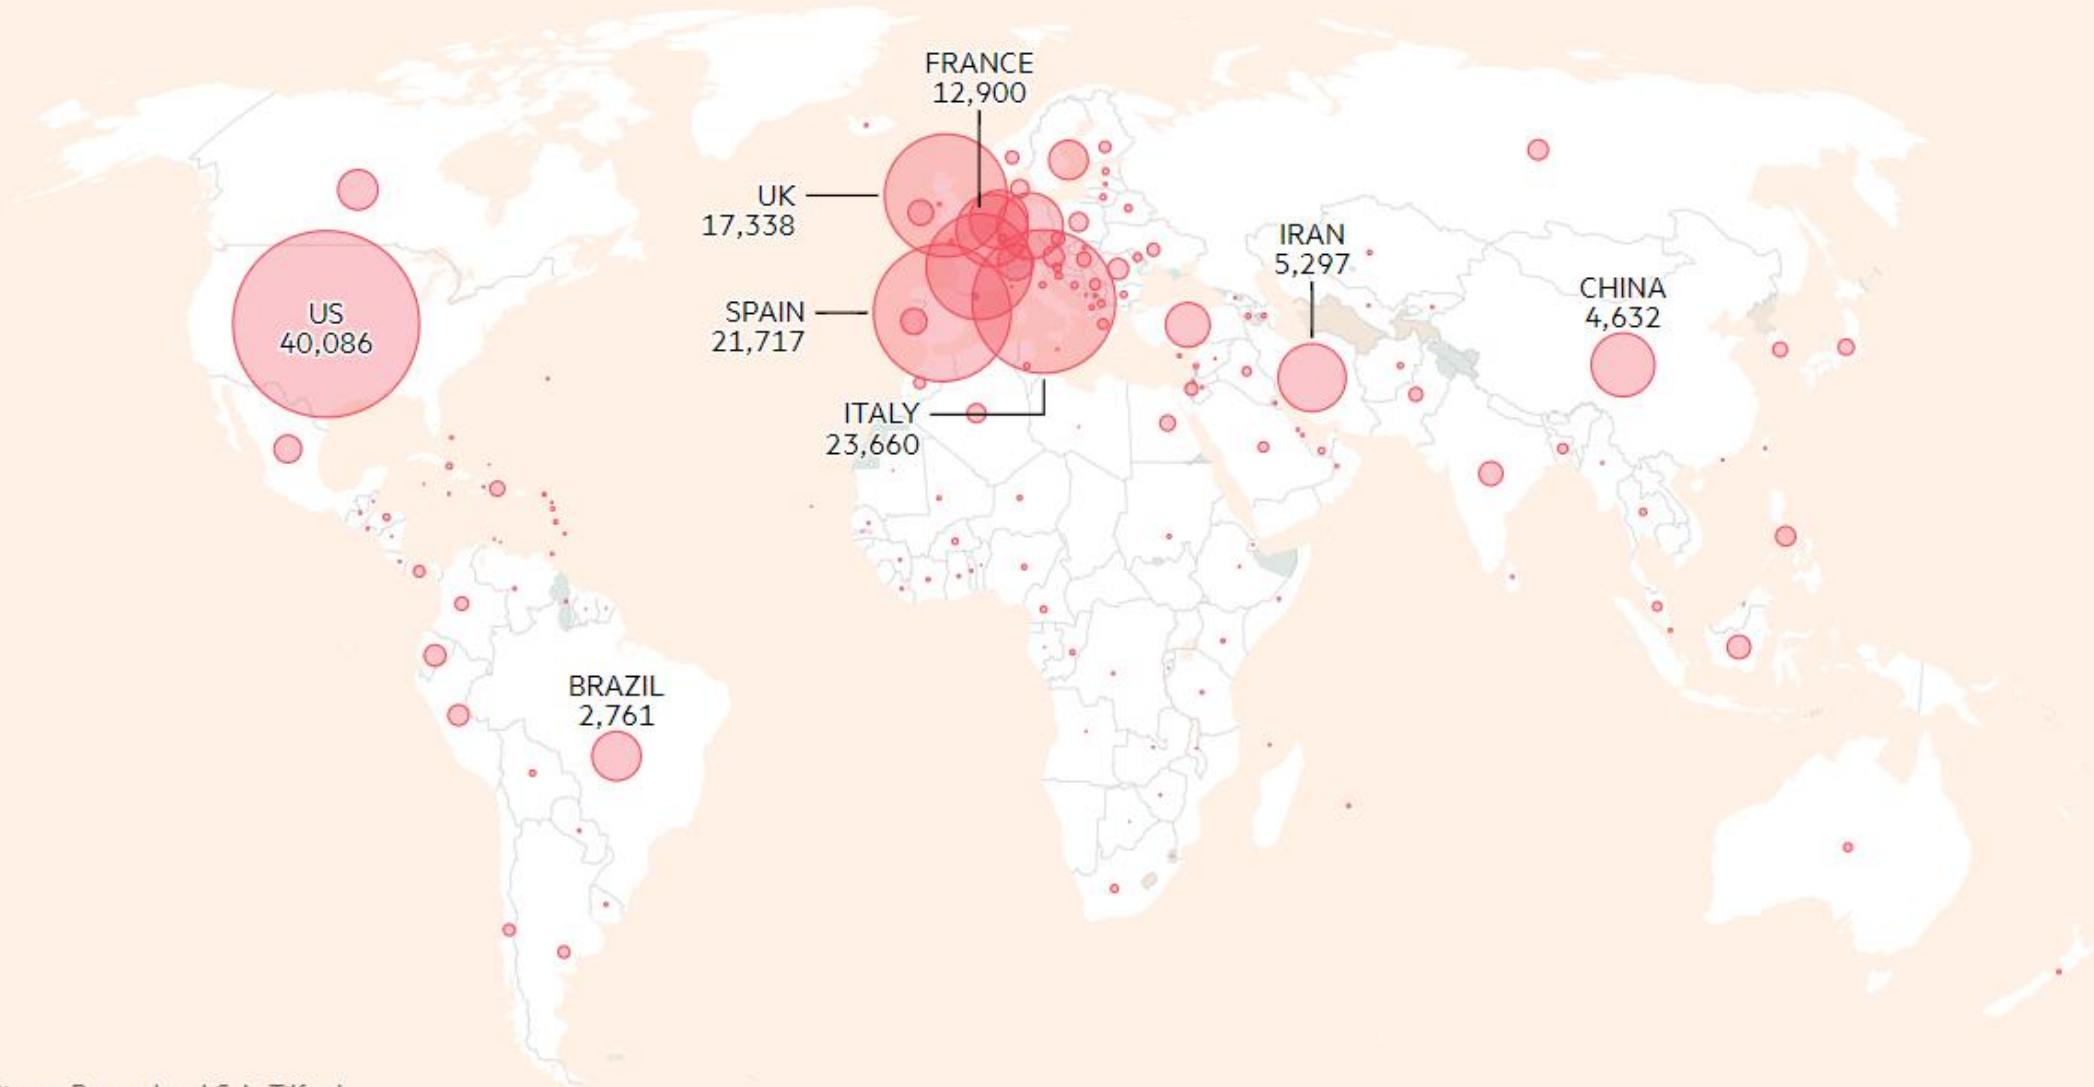 FRANCE
12,900
UK
17,338
IRAN
5,297
CHINA
4,632
US
40,086
SPAIN
21,717
ITALY
23,660
BRAZIL
2,761